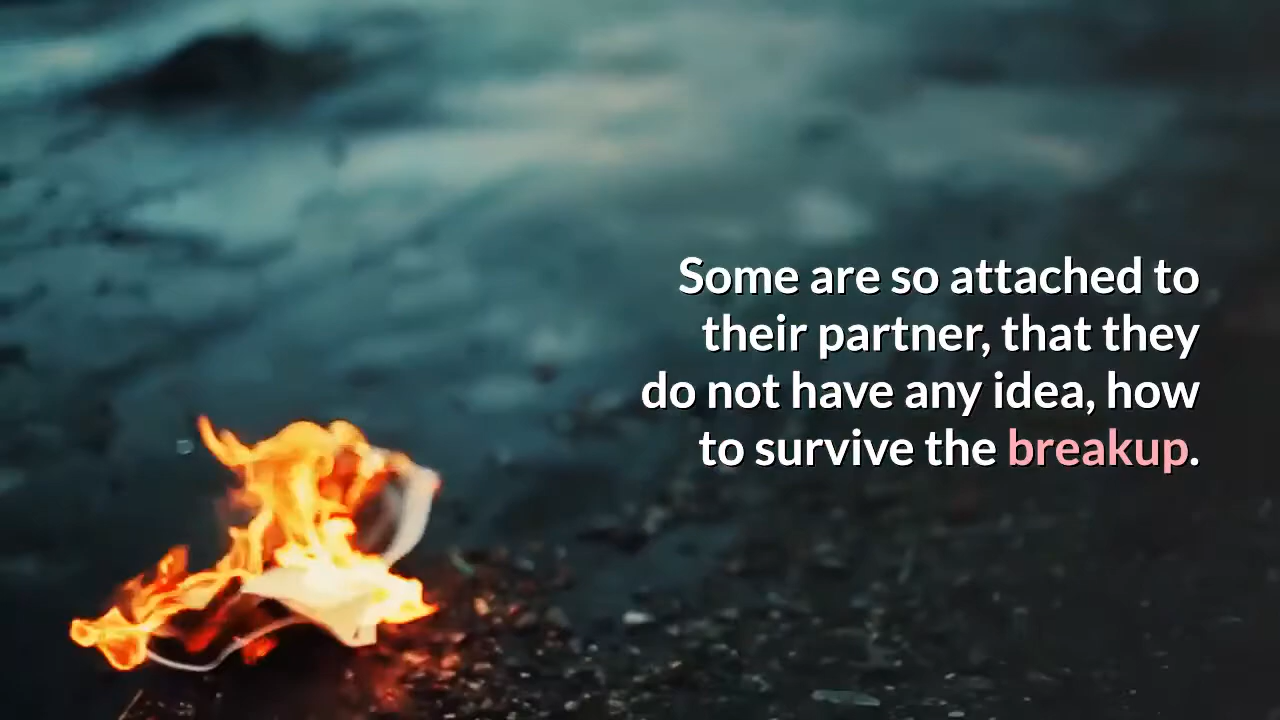 Some are so attached to
their partner, that they
do not have any idea, how
to survive the breakup.